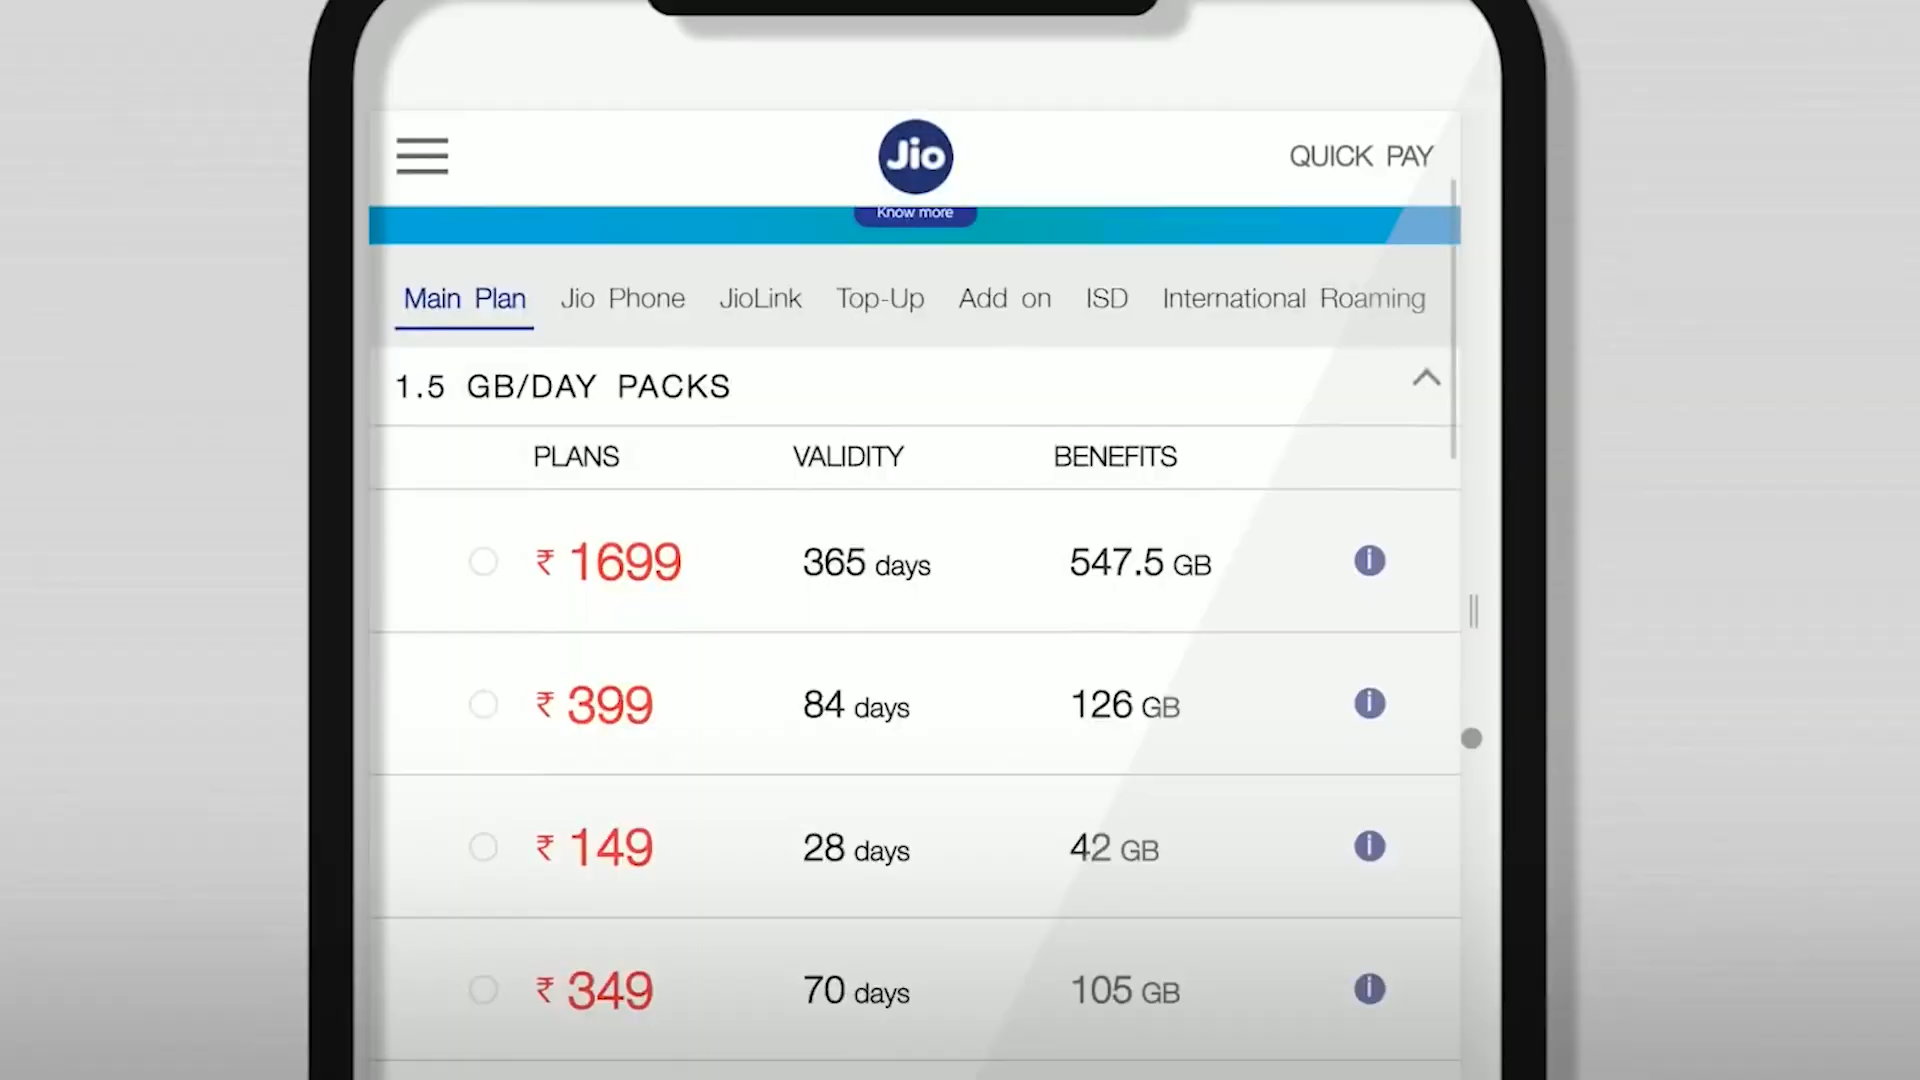 Jio
QUICK PAY
Know more
Main Plan Jio Phone JioLink Top-Up Add on ISD International Roaming
1.5 GB/DAY PACKS
PLANS VALIDITY BENEFITS
₹ 1699 365 days 547.5 GB i
₹ 399 84 days 126 GB i
₹ 149 28 days 42 GB i
₹ 349 70 days 105 GB i